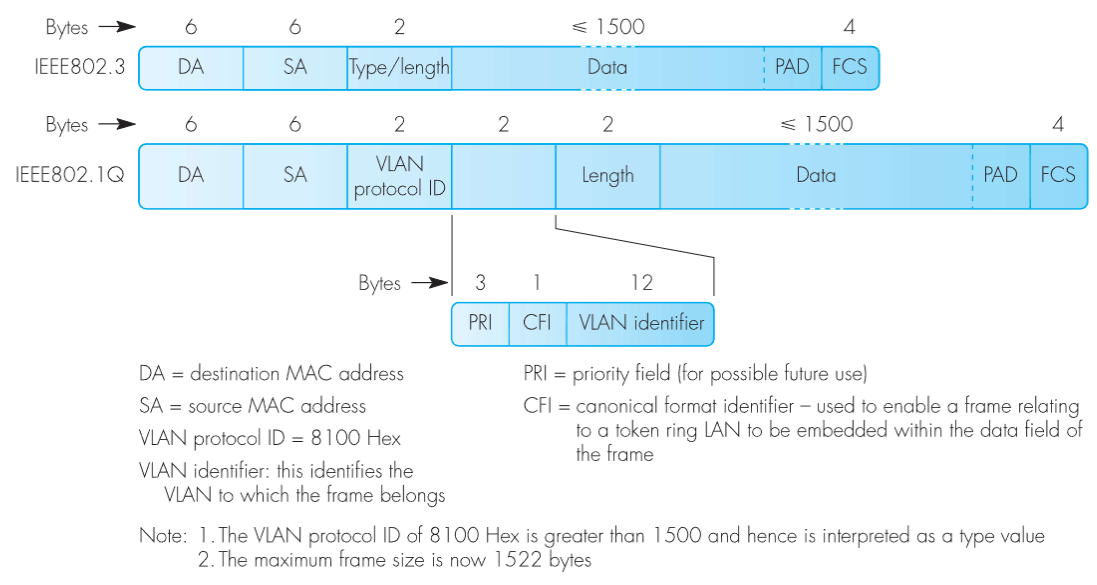 Bytes 6 6 2 ⩽ 1500 4
IEEE802.3 DA SA Type/length Data PAD FCS
Bytes 6 6 2 2 2 ⩽ 1500 4
IEEE802.1Q DA SA VLAN protocol ID Length Data PAD FCS
Bytes 3 1 12
PRI CFI VLAN identifier
DA = destination MAC address
SA = source MAC address
VLAN protocol ID = 8100 Hex
VLAN identifier: this identifies the
VLAN to which the frame belongs
PRI = priority field (for possible future use)
CFI = canonical format identifier – used to enable a frame relating
to a token ring LAN to be embedded within the data field of
the frame
Note: 1. The VLAN protocol ID of 8100 Hex is greater than 1500 and hence is interpreted as a type value
2. The maximum frame size is now 1522 bytes